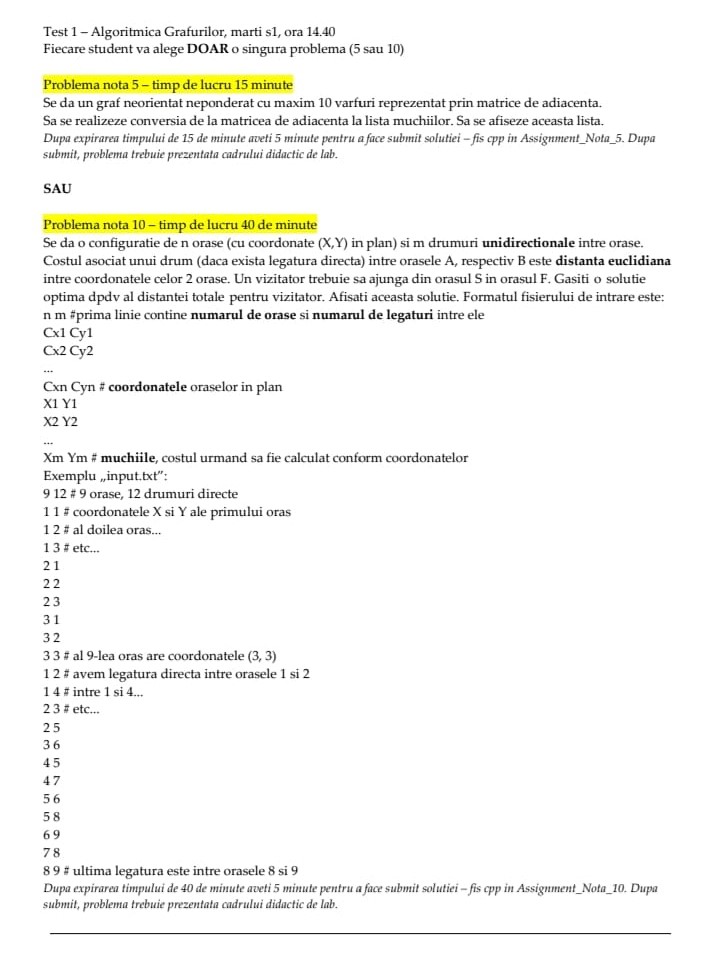 Test 1 – Algoritmica Grafurilor, marti s1, ora 14.40
Fiecare student va alege DOAR o singura problema (5 sau 10)
Problema nota 5 – timp de lucru 15 minute
Se da un graf neorientat neponderat cu maxim 10 varfuri reprezentat prin matrice de adiacenta.
Sa se realizeze conversia de la matricea de adiacenta la lista muchiilor. Sa se afiseze aceasta lista.
Dupa expirarea timpului de 15 de minute aveti 5 minute pentru a face submit solutiei – fis cpp in Assignment_Nota_5. Dupa
submit, problema trebuie prezentata cadrului didactic de lab.
SAU
Problema nota 10 – timp de lucru 40 de minute
Se da o configuratie de n orase (cu coordonate (X,Y) in plan) si m drumuri unidirectionale intre orase.
Costul asociat unui drum (daca exista legatura directa) intre orasele A, respectiv B este distanta euclidiana
intre coordonatele celor 2 orase. Un vizitator trebuie sa ajunga din orasul S in orasul F. Gasiti o solutie
optima dpdv al distantei totale pentru vizitator. Afisati aceasta solutie. Formatul fisierului de intrare este:
n m #prima linie contine numarul de orase si numarul de legaturi intre ele
Cx1 Cy1
Cx2 Cy2
...
Cxn Cyn # coordonatele oraselor in plan
X1 Y1
X2 Y2
...
Xm Ym # muchiile, costul urmand sa fie calculat conform coordonatelor
Exemplu „input.txt”:
9 12 # 9 orase, 12 drumuri directe
1 1 # coordonatele X si Y ale primului oras
1 2 # al doilea oras...
1 3 # etc...
2 1
2 2
2 3
3 1
3 2
3 3 # al 9-lea oras are coordonatele (3, 3)
1 2 # avem legatura directa intre orasele 1 si 2
1 4 # intre 1 si 4...
2 3 # etc...
2 5
3 6
4 5
4 7
5 6
5 8
6 9
7 8
8 9 # ultima legatura este intre orasele 8 si 9
Dupa expirarea timpului de 40 de minute aveti 5 minute pentru a face submit solutiei – fis cpp in Assignment_Nota_10. Dupa
submit, problema trebuie prezentata cadrului didactic de lab.